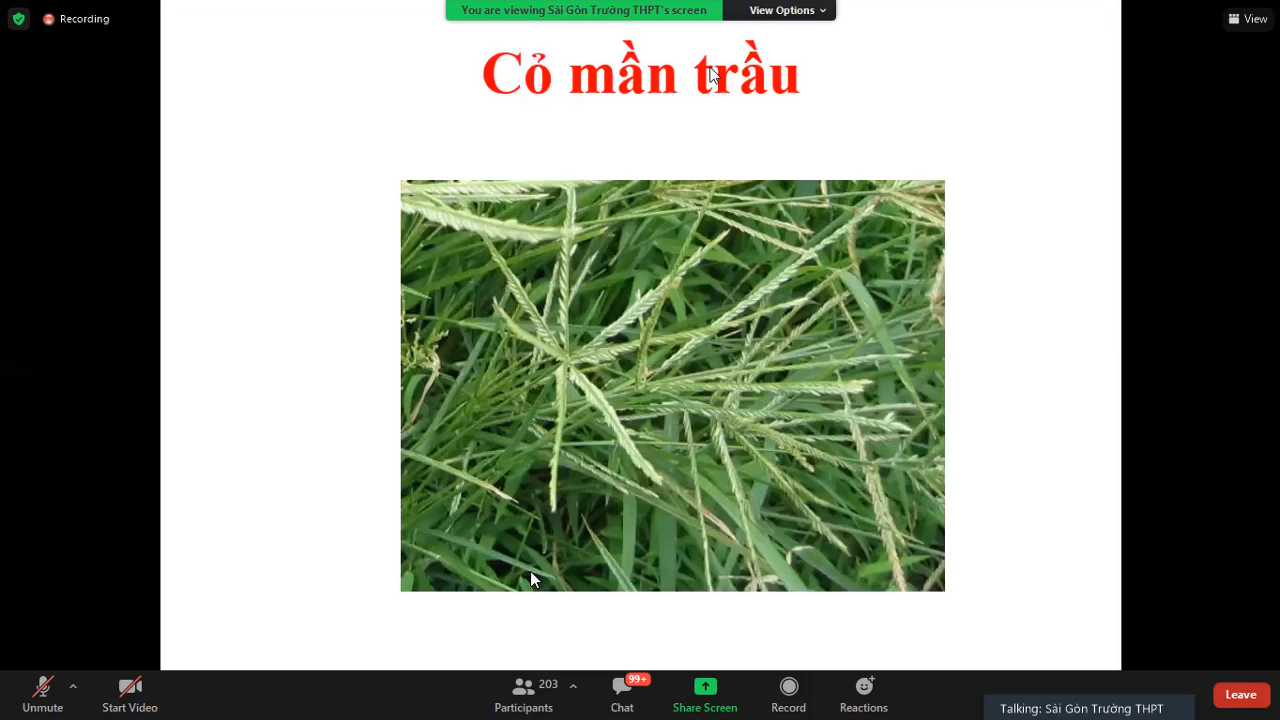 You are viewing Sài Gòn Trường THPT's screen
View Options
Recording
View
Cỏ mần trầu
Unmute
Start Video
203
Participants
99+
Chat
Share Screen
Record
Reactions
Talking: Sài Gòn Trường THPT
Leave